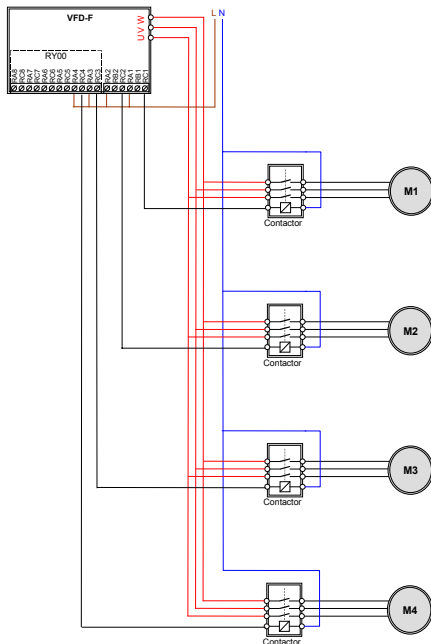 VFD-F
U V W
L N
RY00
RA8 RC8 RA7 RC7 RA6 RC6 RA5 RC5 RA4 RC4 RA3 RC3 RA2 RB2 RC2 RA1 RB1 RC1
M1
Contactor
M2
Contactor
M3
Contactor
M4
Contactor